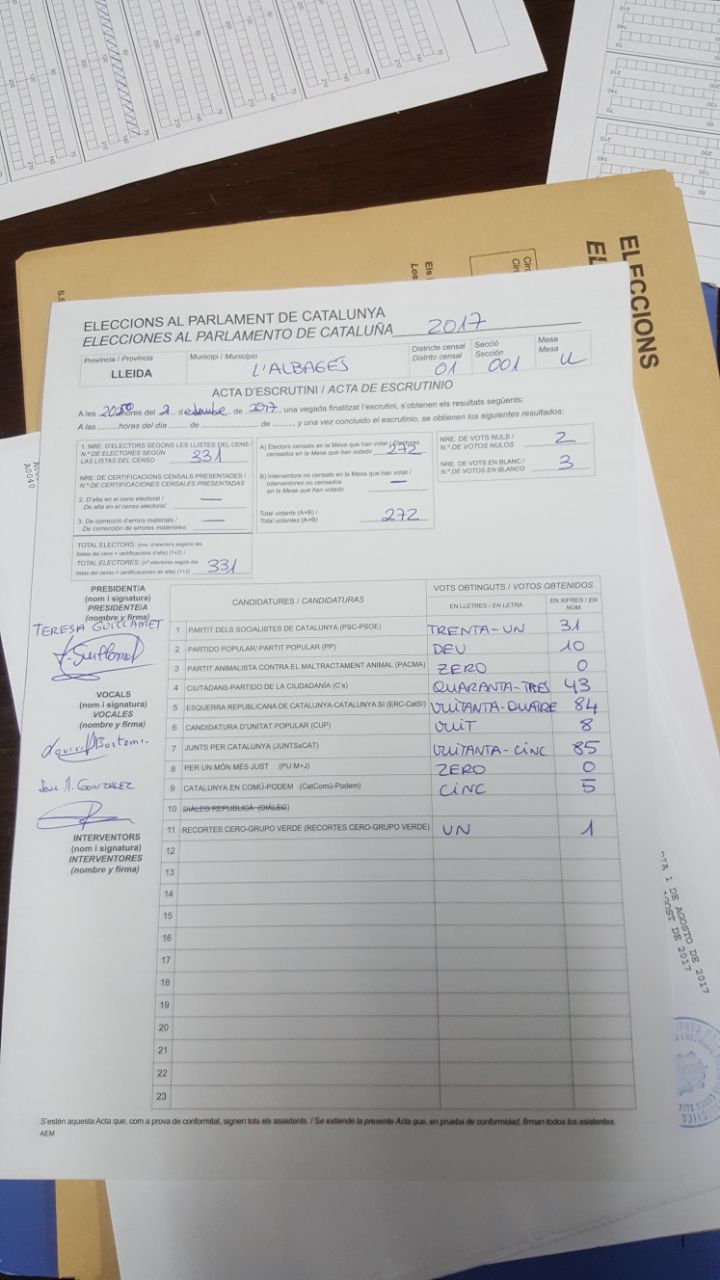 ELECCIONS
ELECCIONS AL PARLAMENT DE CATALUNYA
ELECCIONES AL PARLAMENTO DE CATALUÑA 2017
Provincia / Província
LLEIDA
Municipi / Municipio
L'ALBAGÉS
Districte censal
Distrito censal
01
Secció
Sección
001
Mesa
Mesa
U
ACTA D'ESCRUTINI / ACTA DE ESCRUTINIO
A les 20:50 hores del 21 de desembre de 2017, una vegada finalitzat l'escrutini, s'obtenen els resultats següents:
A las ..........horas del día ....... de ........................ de ........, y una vez concluido el escrutinio, se obtienen los siguientes resultados:
1. NRE. D'ELECTORS SEGONS LES LLISTES DEL CENS /
N.º DE ELECTORES SEGÚN
LAS LISTAS DEL CENSO 331
NRE. DE CERTIFICACIONS CENSALS PRESENTADES /
N.º DE CERTIFICACIONES CENSALES PRESENTADAS
2. D'alta en el cens electoral /
De alta en el censo electoral —
3. De correcció d'errors materials /
De corrección de errores materiales: —
TOTAL ELECTORS: (nre. d'electors segons les
llistes del cens + certificacions d'alta) (1+2) /
TOTAL ELECTORES: (nº electores según las
listas del censo + certificaciones de alta) (1+2) 331
A) Electors censats en la Mesa que han votat / Electores
censados en la Mesa que han votado 272
B) Interventors no censats en la Mesa que han votat /
Interventores no censados
en la Mesa que han votado —
Total votants (A+B) /
Total votantes (A+B) 272
NRE. DE VOTS NULS /
N.º DE VOTOS NULOS 2
NRE. DE VOTS EN BLANC /
N.º DE VOTOS EN BLANCO 3
PRESIDENT/A
(nom i signatura)
PRESIDENTE/A
(nombre y firma)
TERESA GUILLAMET
VOCALS
(nom i signatura)
VOCALES
(nombre y firma)
INTERVENTORS
(nom i signatura)
INTERVENTORES
(nombre y firma)
CANDIDATURES / CANDIDATURAS
VOTS OBTINGUTS / VOTOS OBTENIDOS
EN LLETRES / EN LETRA
EN XIFRES / EN NÚM.
1 PARTIT DELS SOCIALISTES DE CATALUNYA (PSC-PSOE) TRENTA-UN 31
2 PARTIDO POPULAR/ PARTIT POPULAR (PP) DEU 10
3 PARTIT ANIMALISTA CONTRA EL MALTRACTAMENT ANIMAL (PACMA) ZERO 0
4 CIUTADANS-PARTIDO DE LA CIUDADANÍA (C's) QUARANTA-TRES 43
5 ESQUERRA REPUBLICANA DE CATALUNYA-CATALUNYA SÍ (ERC-CatSí) VUITANTA-QUATRE 84
6 CANDIDATURA D'UNITAT POPULAR (CUP) VUIT 8
7 JUNTS PER CATALUNYA (JUNTSxCAT) VUITANTA-CINC 85
8 PER UN MÓN MÉS JUST (PU M+J) ZERO 0
9 CATALUNYA EN COMÚ-PODEM (CatComú-Podem) CINC 5
10 DIÀLEG REPUBLICÀ (DIÀLEG)
11 RECORTES CERO-GRUPO VERDE (RECORTES CERO-GRUPO VERDE) UN 1
12
13
14
15
16
17
18
19
20
21
22
23
S'estén aquesta Acta que, com a prova de conformitat, signen tots els assistents. / Se extiende la presente Acta que, en prueba de conformidad, firman todos los asistentes.
AEM
DIA 1 DE AGOSTO DE 2017
AGOST DE 2017